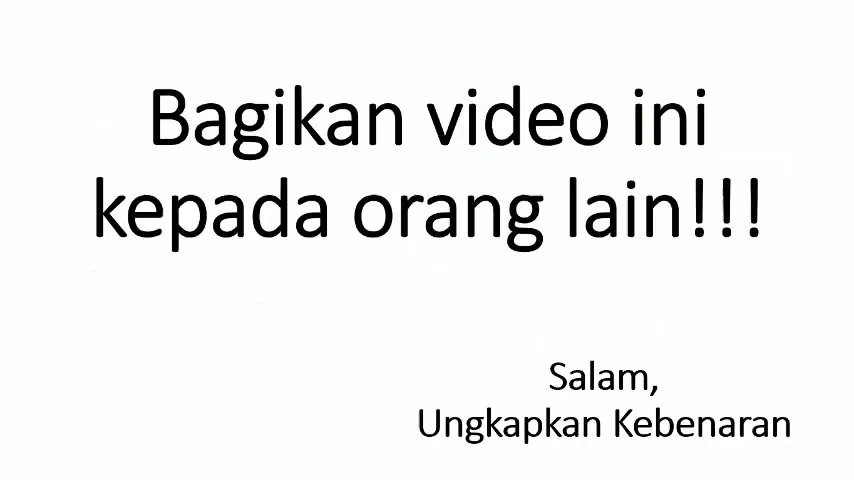 Bagikan video ini
kepada orang lain!!!
Salam,
Ungkapkan Kebenaran